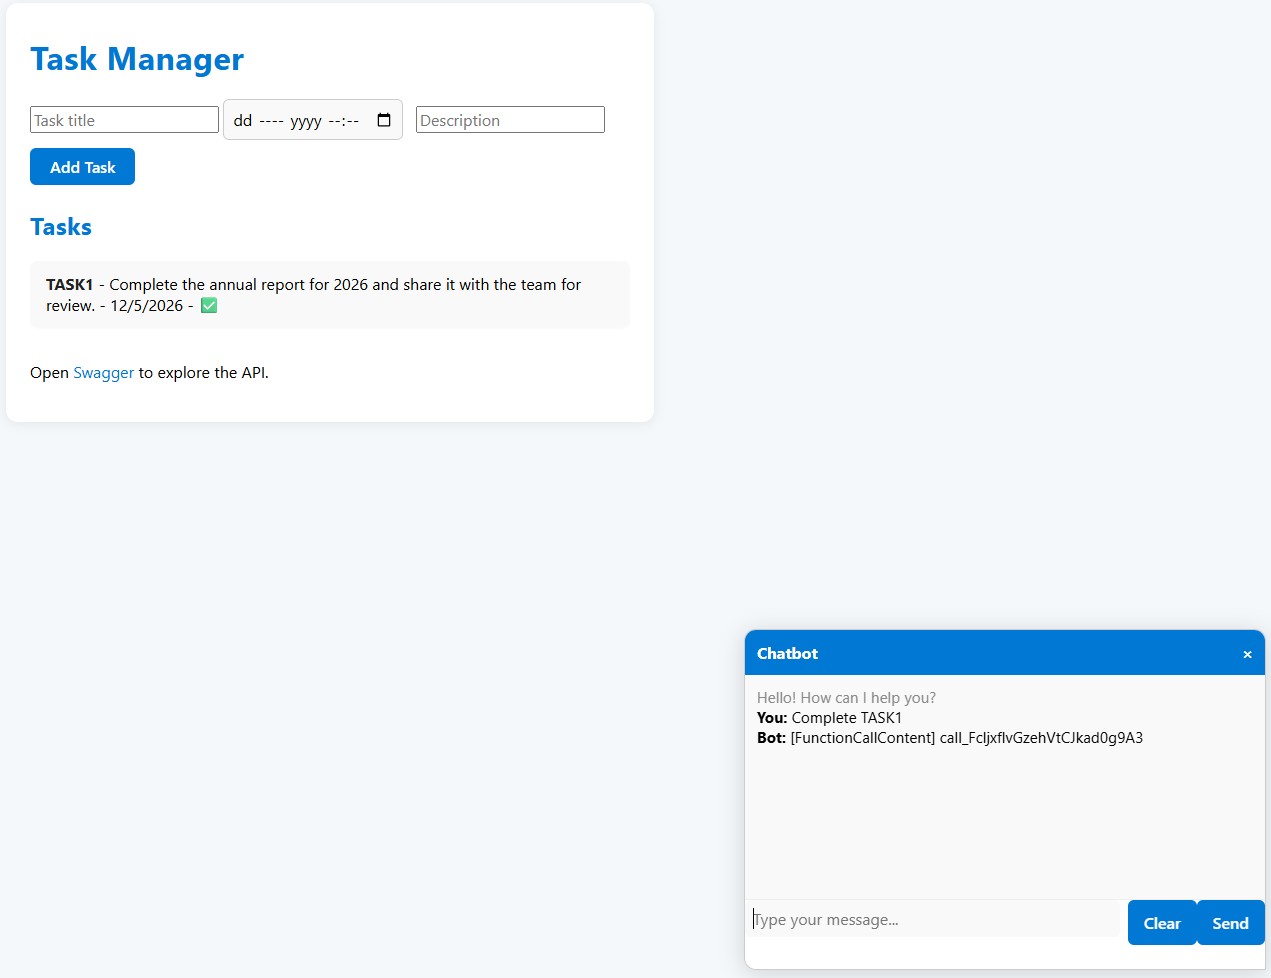 Task Manager
Task title
dd ---- yyyy --:--
Description
Add Task
Tasks
TASK1 - Complete the annual report for 2026 and share it with the team for
review. - 12/5/2026 - ✅
Open Swagger to explore the API.
Chatbot
×
Hello! How can I help you?
You: Complete TASK1
Bot: [FunctionCallContent] call_FcljxflvGzehVtCJkad0g9A3
Type your message...
Clear
Send